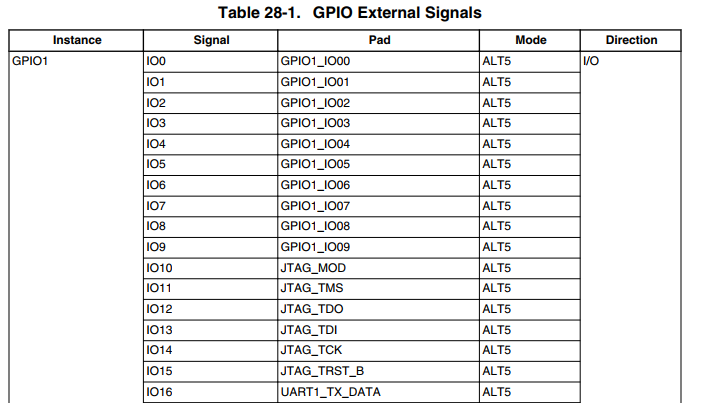 Table 28-1. GPIO External Signals
Instance Signal Pad Mode Direction
GPIO1 IO0 GPIO1_IO00 ALT5 I/O
IO1 GPIO1_IO01 ALT5
IO2 GPIO1_IO02 ALT5
IO3 GPIO1_IO03 ALT5
IO4 GPIO1_IO04 ALT5
IO5 GPIO1_IO05 ALT5
IO6 GPIO1_IO06 ALT5
IO7 GPIO1_IO07 ALT5
IO8 GPIO1_IO08 ALT5
IO9 GPIO1_IO09 ALT5
IO10 JTAG_MOD ALT5
IO11 JTAG_TMS ALT5
IO12 JTAG_TDO ALT5
IO13 JTAG_TDI ALT5
IO14 JTAG_TCK ALT5
IO15 JTAG_TRST_B ALT5
IO16 UART1_TX_DATA ALT5